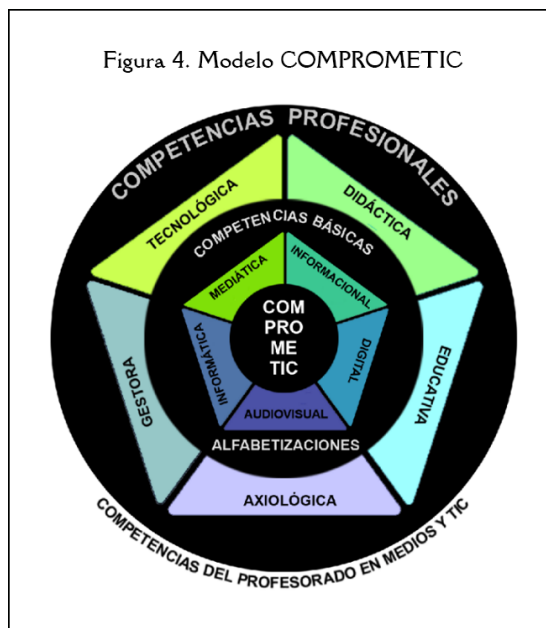 Figura 4. Modelo COMPROMETIC
COMPETENCIAS PROFESIONALES
TECNOLÓGICA
DIDÁCTICA
COMPETENCIAS BÁSICAS
MEDIÁTICA
INFORMACIONAL
COM
PRO
ME
TIC
INFORMÁTICA
DIGITAL
GESTORA
EDUCATIVA
AUDIOVISUAL
ALFABETIZACIONES
AXIOLÓGICA
COMPETENCIAS DEL PROFESORADO EN MEDIOS Y TIC